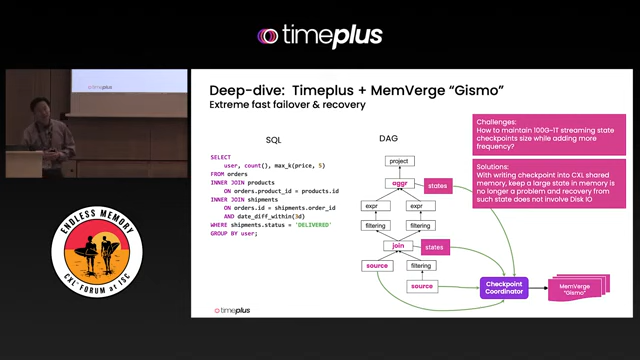 timeplus
timeplus
Deep-dive: Timeplus + MemVerge “Gismo”
Extreme fast failover & recovery
SQL
SELECT
user, count(), max_k(price, 5)
FROM orders
INNER JOIN products
ON orders.product_id = products.id
INNER JOIN shipments
ON orders.id = shipments.order_id
AND date_diff_within(3d)
WHERE shipments.status = 'DELIVERED'
GROUP BY user;
DAG
project
aggr
states
expr
expr
filtering
filtering
join
states
source
filtering
source
Challenges:
How to maintain 100G~1T streaming state
checkpoints size while adding more
frequency?
Solutions:
With writing checkpoint into CXL shared
memory, keep a large state in memory is
no longer a problem and recovery from
such state does not involve Disk IO
Checkpoint
Coordinator
MemVerge
"Gismo"
ENDLESS MEMORY
CXL FORUM at ISC
timeplus